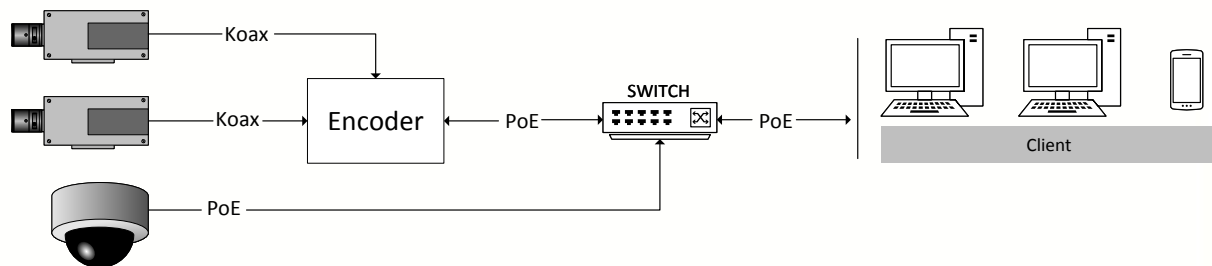 Koax
SWITCH
Koax
Encoder
PoE
PoE
Client
PoE